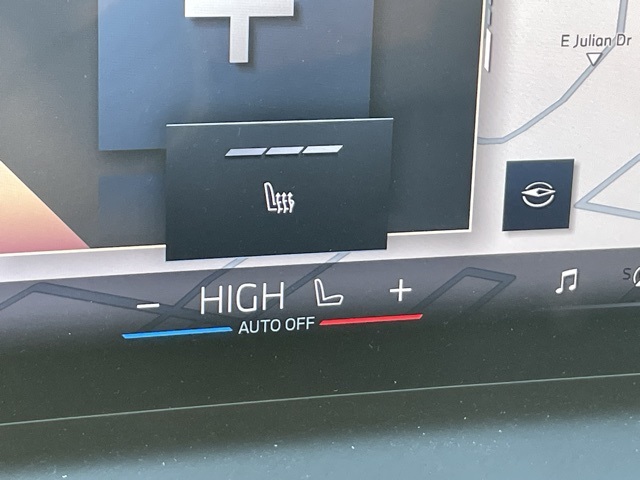 E Julian Dr
- HIGH +
AUTO OFF
S